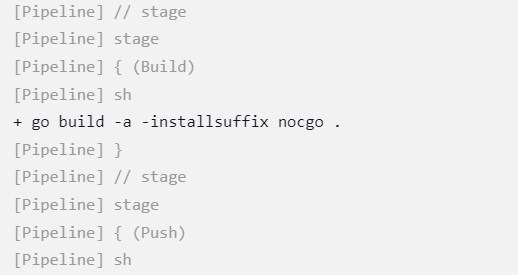 [Pipeline] // stage
[Pipeline] stage
[Pipeline] { (Build)
[Pipeline] sh
+ go build -a -installsuffix nocgo .
[Pipeline] }
[Pipeline] // stage
[Pipeline] stage
[Pipeline] { (Push)
[Pipeline] sh